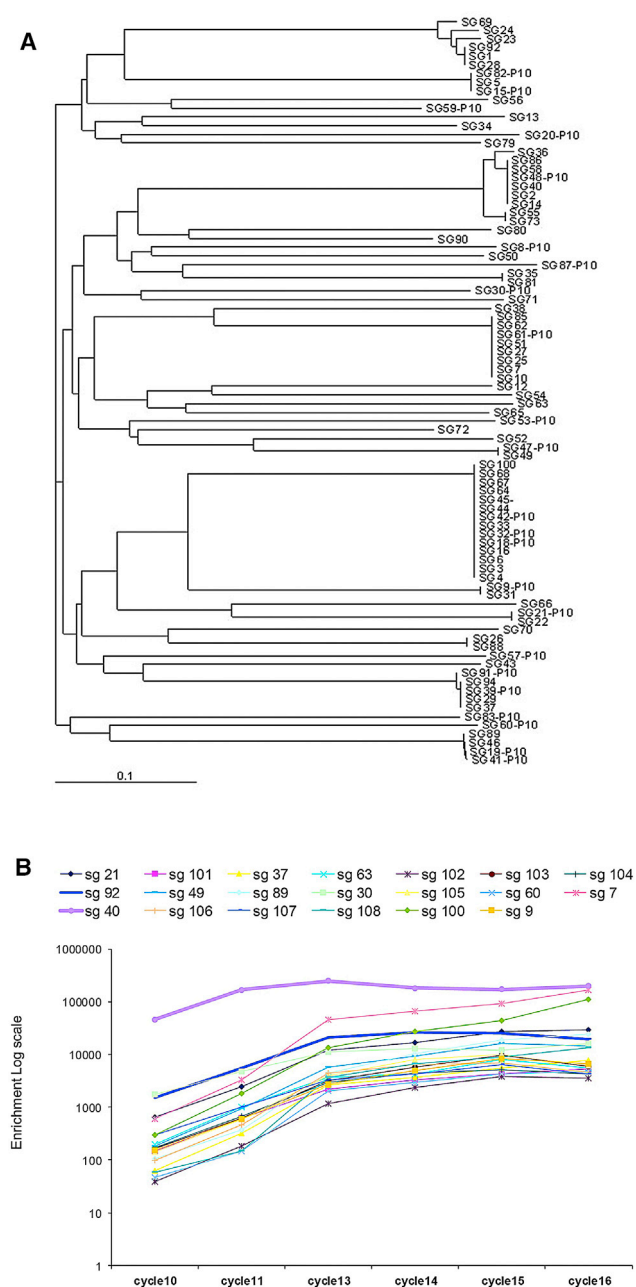 A
SG69
SG24
SG23
SG92
SG1
SG28
SG82-P10
SG5
SG15-P10
SG56
SG59-P10
SG13
SG34
SG20-P10
SG79
SG36
SG86
SG58
SG48-P10
SG40
SG2
SG14
SG55
SG73
SG80
SG90
SG8-P10
SG50
SG87-P10
SG35
SG81
SG30-P10
SG71
SG38
SG85
SG62
SG61-P10
SG51
SG27
SG25
SG7
SG10
SG12
SG54
SG63
SG65
SG53-P10
SG72
SG52
SG47-P10
SG49
SG100
SG68
SG67
SG64
SG45-
SG44
SG42-P10
SG33
SG32-P10
SG18-P10
SG16
SG6
SG3
SG4
SG9-P10
SG31
SG66
SG21-P10
SG22
SG70
SG26
SG88
SG57-P10
SG43
SG91-P10
SG94
SG39-P10
SG29
SG37
SG83-P10
SG60-P10
SG89
SG46
SG19-P10
SG41-P10
0.1
B
sg 21 sg 101 sg 37 sg 63 sg 102 sg 103 sg 104
sg 92 sg 49 sg 89 sg 30 sg 105 sg 60 sg 7
sg 40 sg 106 sg 107 sg 108 sg 100 sg 9
Enrichment Log scale
1000000
100000
10000
1000
100
10
1
cycle10 cycle11 cycle13 cycle14 cycle15 cycle16